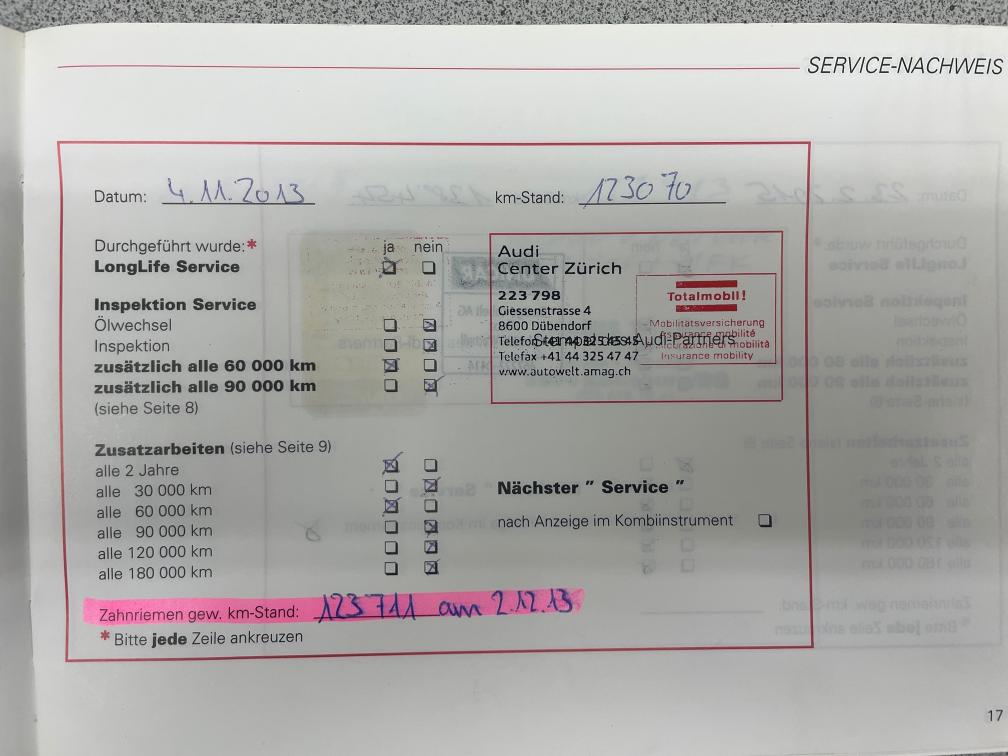 SERVICE-NACHWEIS
Datum: 4.11.2013 km-Stand: 123070
Durchgeführt wurde:* ja nein
LongLife Service
Inspektion Service
Ölwechsel
Inspektion
zusätzlich alle 60 000 km
zusätzlich alle 90 000 km
(siehe Seite 8)
Audi
Center Zürich
223 798
Giessenstrasse 4
8600 Dübendorf
Telefon +41 44 325 45 45
Telefax +41 44 325 47 47
www.autowelt.amag.ch
Totalmobil!
Mobilitätsversicherung
Insurance mobilité
Assicurazione di mobilità
Insurance mobility
Stempel des Audi-Partners
Zusatzarbeiten (siehe Seite 9)
alle 2 Jahre
alle 30 000 km
alle 60 000 km
alle 90 000 km
alle 120 000 km
alle 180 000 km
Nächster " Service "
nach Anzeige im Kombiinstrument
Zahnriemen gew. km-Stand: 123711 am 2.12.13
* Bitte jede Zeile ankreuzen
17